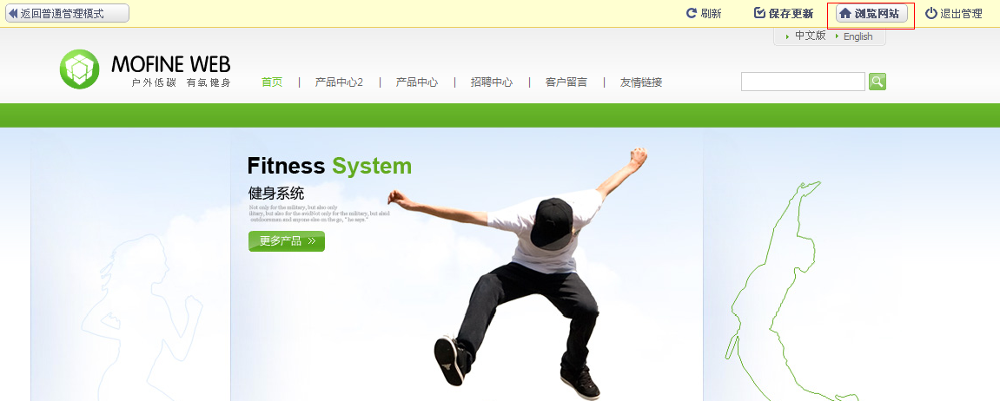 返回普通管理模式 刷新 保存更新 浏览网站 退出管理
中文版 English
MOFINE WEB
户外低碳 有氧健身
首页 产品中心2 产品中心 招聘中心 客户留言 友情链接
Fitness System
健身系统
Not only for the military, but also only
ilitary, but also for the avidNot only for the military, but alsd
outdoorsman and anyone else on the go, " he says."
更多产品